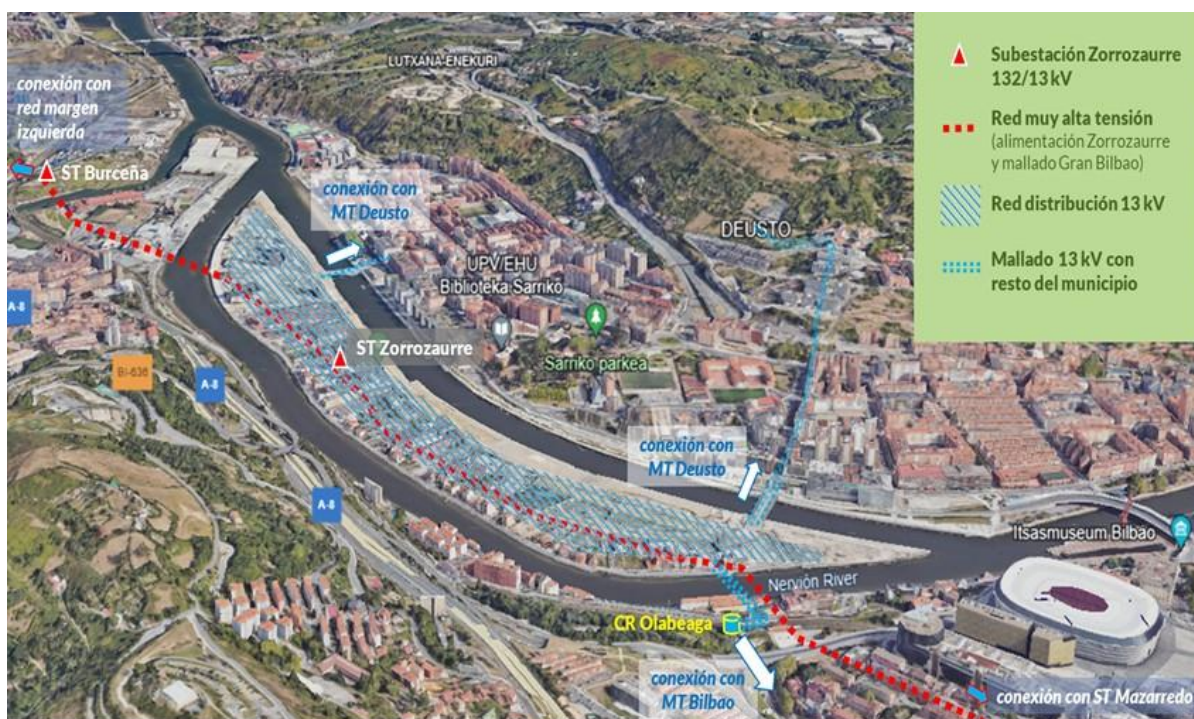 LUTXANA-ENEKURI
conexión con
red margen
izquierda
ST Burceña
conexión con
MT Deusto
DEUSTO
UPV/EHU
Biblioteka Sarriko
Sarriko parkea
ST Zorrozaurre
A-8
BI-636
A-8
A-8
conexión con
MT Deusto
Itsasmuseum Bilbao
Nervión River
CR Olabeaga
conexión con
MT Bilbao
conexión con ST Mazarredo
Subestación Zorrozaurre
132/13 kV
Red muy alta tensión
(alimentación Zorrozaurre
y mallado Gran Bilbao)
Red distribución 13 kV
Mallado 13 kV con
resto del municipio